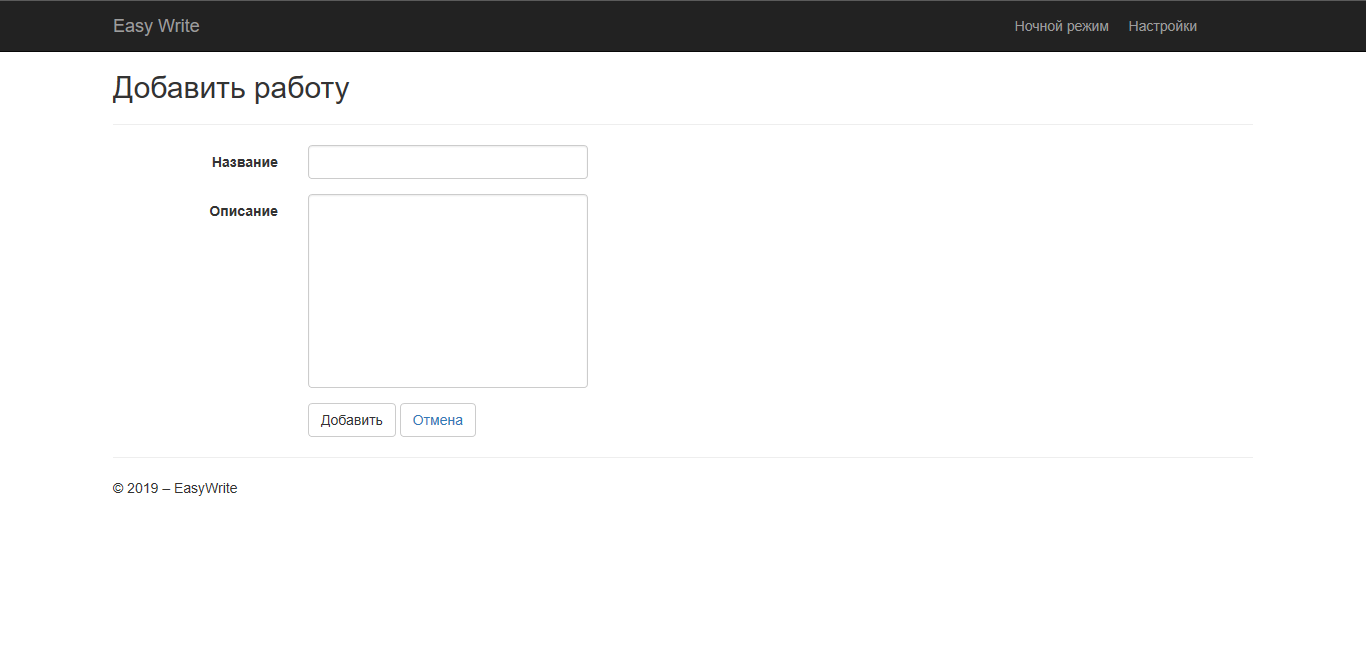 Easy Write
Ночной режим
Настройки
Добавить работу
Название
Описание
Добавить
Отмена
© 2019 – EasyWrite